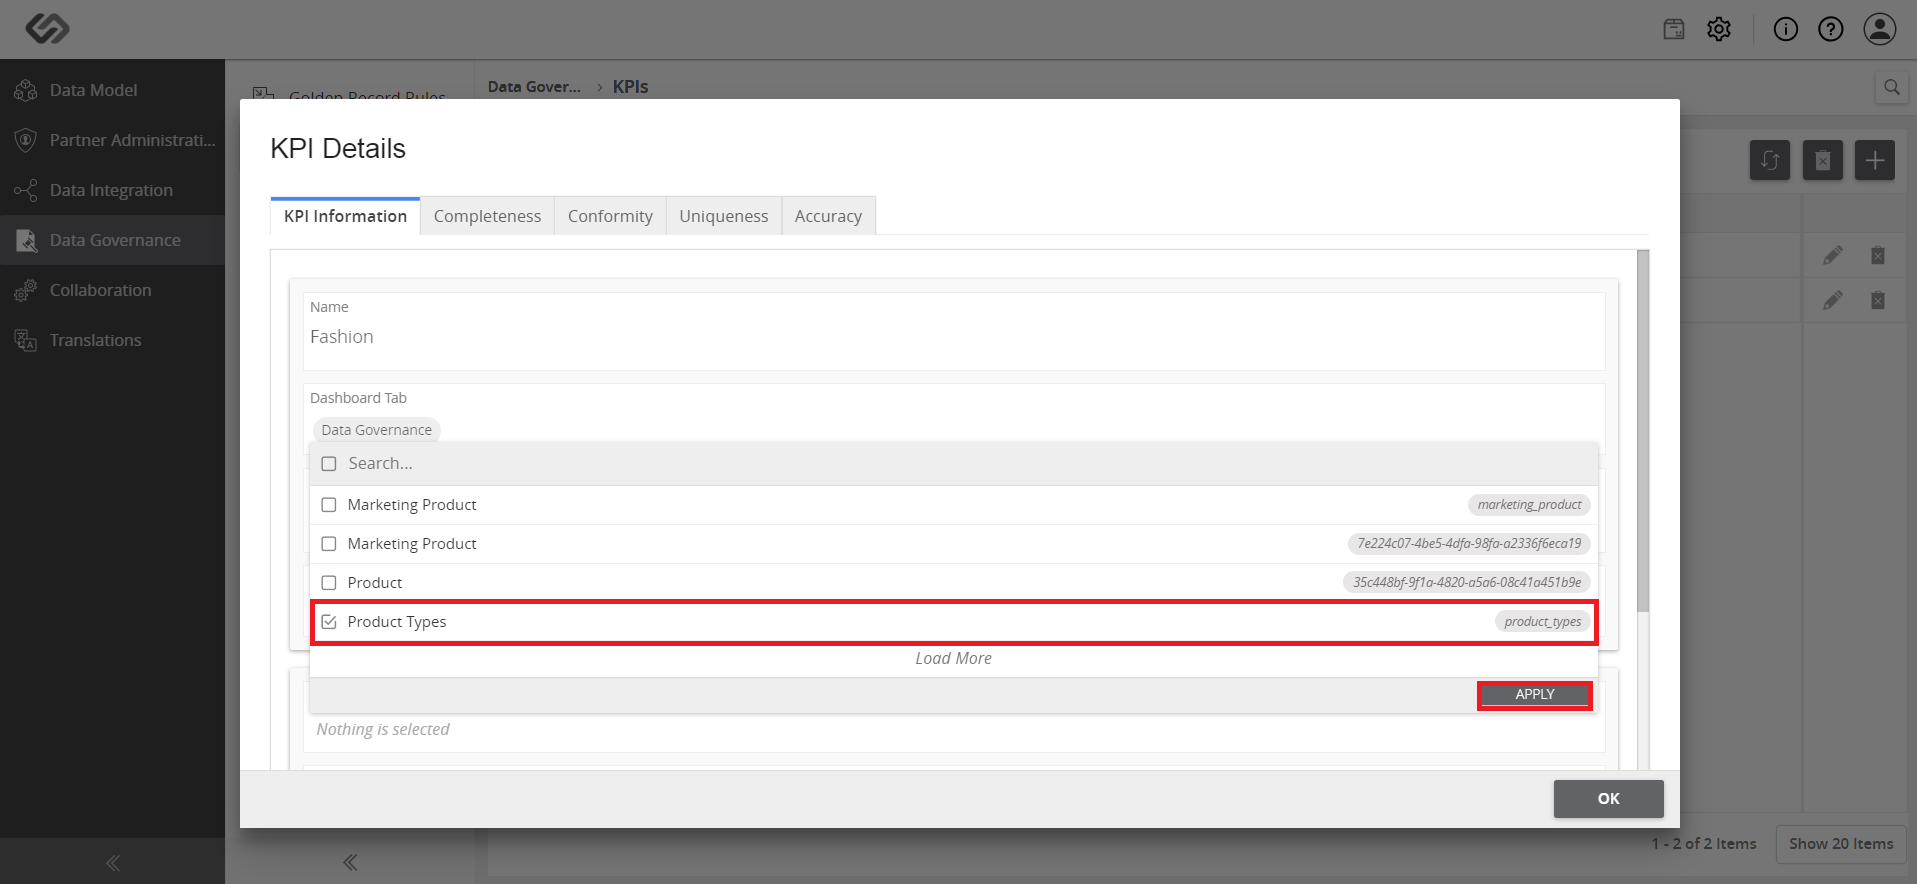 Data Model
Partner Administrati...
Data Integration
Data Governance
Collaboration
Translations
Golden Record Rules
Data Gover... › KPIs
KPI Details
KPI Information
Completeness
Conformity
Uniqueness
Accuracy
Name
Fashion
Dashboard Tab
Data Governance
Search...
Marketing Product marketing_product
Marketing Product 7e224c07-4be5-4dfa-98fa-a2336f6eca19
Product 35c448bf-9f1a-4820-a5a6-08c41a451b9e
Product Types product_types
Load More
APPLY
Nothing is selected
OK
1 - 2 of 2 Items
Show 20 Items